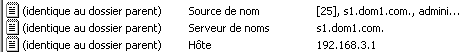 (identique au dossier parent) Source de nom [25], s1.dom1.com., admini...
(identique au dossier parent) Serveur de noms s1.dom1.com.
(identique au dossier parent) Hôte 192.168.3.1